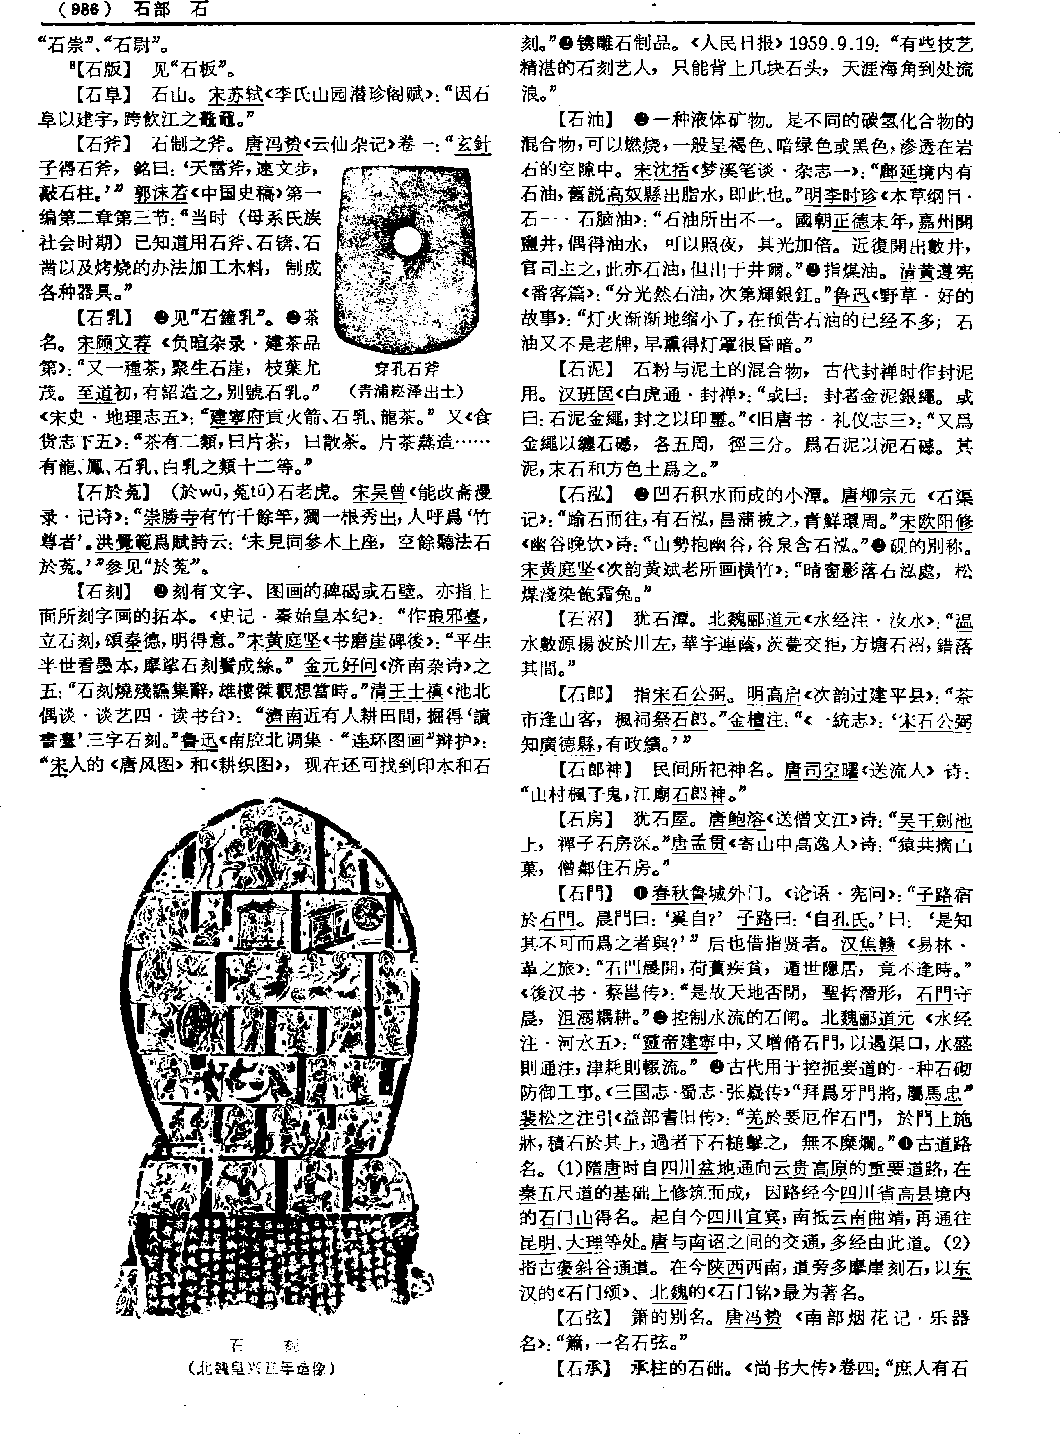 （986） 石部 石
“石崇”、“石尉”。
8【石版】 见“石板”。
【石阜】 石山。宋苏轼《李氏山园潜珍阁赋》：“因石
阜以建宇，跨饮江之鼇鼉。”
【石斧】 石制之斧。唐冯贽《云仙杂记》卷一：“玄針
子得石斧，銘曰：‘天雷斧，速文步，
敲石柱。’” 郭沫若《中国史稿》第一
编第二章第三节：“当时（母系氏族
社会时期）已知道用石斧、石锛、石
凿以及烤烧的办法加工木料，制成
各种器具。”
【石乳】 ❶见“石鐘乳”。❷茶
名。宋顾文荐《负暄杂录·建茶品
第》：“又一種茶，聚生石崖，枝葉尤
茂。至道初，有詔造之，别號石乳。”
穿孔石斧
（青浦崧泽出土）
《宋史·地理志五》：“建寧府貢火箭、石乳、龍茶。” 又《食
货志下五》：“茶有二類，曰片茶，曰散茶。片茶蒸造……
有龍、鳳、石乳、白乳之類十二等。”
【石於菟】 （於wū，菟tú）石老虎。宋吴曾《能改斋漫
录·记诗》：“崇勝寺有竹千餘竿，獨一根秀出，人呼爲‘竹
尊者’。洪覺範爲賦詩云：‘未見同參木上座，空餘聽法石
於菟。’”参见“於菟”。
【石刻】 ❶刻有文字、图画的碑碣或石壁。亦指上
面所刻字画的拓本。《史记·秦始皇本纪》：“作琅邪臺，
立石刻，頌秦德，明得意。”宋黄庭坚《书磨崖碑後》：“平生
半世看墨本，摩挲石刻鬢成絲。” 金元好问《济南杂诗》之
五：“石刻燒殘讌集辭，雄樓傑觀想當時。”清王士禛《池北
偶谈·谈艺四·读书台》：“濟南近有人耕田間，掘得‘讀
書臺’三字石刻。”鲁迅《南腔北调集·“连环图画”辩护》：
“宋人的《唐风图》和《耕织图》，现在还可找到印本和石
石 刻
（北魏皇兴五年造像）
刻。”❷镌雕石制品。《人民日报》1959.9.19：“有些技艺
精湛的石刻艺人，只能背上几块石头，天涯海角到处流
浪。”
【石油】 ❶一种液体矿物。是不同的碳氢化合物的
混合物，可以燃烧，一般呈褐色、暗绿色或黑色，渗透在岩
石的空隙中。宋沈括《梦溪笔谈·杂志一》：“鄜延境内有
石油，舊説高奴縣出脂水，即此也。”明李时珍《本草纲目·
石一·石脑油》：“石油所出不一。國朝正德末年，嘉州開
鹽井，偶得油水，可以照夜，其光加倍。近復開出數井，
官司主之，此亦石油，但出于井爾。”❷指煤油。清黄遵宪
《番客篇》：“分光然石油，次第輝銀釭。”鲁迅《野草·好的
故事》：“灯火渐渐地缩小了，在预告石油的已经不多；石
油又不是老牌，早熏得灯罩很昏暗。”
【石泥】 石粉与泥土的混合物，古代封禅时作封泥
用。汉班固《白虎通·封禅》：“或曰：封者金泥銀繩。或
曰：石泥金繩，封之以印璽。”《旧唐书·礼仪志三》：“又爲
金繩以纏石䃭，各五周，徑三分。爲石泥以泥石䃭。其
泥，末石和方色土爲之。”
【石泓】 ❶凹石积水而成的小潭。唐柳宗元《石渠
记》：“踰石而往，有石泓，昌蒲被之，青鮮環周。”宋欧阳修
《幽谷晚饮》诗：“山勢抱幽谷，谷泉含石泓。”❷砚的别称。
宋黄庭坚《次韵黄斌老所画横竹》：“晴窗影落石泓處，松
煤淺染飽霜兔。”
【石沼】 犹石潭。北魏郦道元《水经注·汝水》：“温
水數源揚波於川左，華宇連蔭，茨甍交拒，方塘石沼，錯落
其間。”
【石郎】 指宋石公弼。明高启《次韵过建平县》：“茶
市逢山客，楓祠祭石郎。”金檀注：“《一統志》：‘宋石公弼
知廣德縣，有政績。’”
【石郎神】 民间所祀神名。唐司空曙《送流人》诗：
“山村楓子鬼，江廟石郎神。”
【石房】 犹石屋。唐鲍溶《送僧文江》诗：“吴王劍池
上，禪子石房深。”唐孟贯《寄山中高逸人》诗：“猿共摘山
菓，僧鄰住石房。”
【石門】 ❶春秋鲁城外门。《论语·宪问》：“子路宿
於石門。晨門曰：‘奚自？’ 子路曰：‘自孔氏。’曰：‘是知
其不可而爲之者與？’” 后也借指贤者。汉焦赣《易林·
革之旅》：“石門晨開，荷蕢疾貧，遁世隱居，竟不逢時。”
《後汉书·蔡邕传》：“是故天地否閉，聖哲潛形，石門守
晨，沮溺耦耕。”❷控制水流的石闸。北魏郦道元《水经
注·河水五》：“靈帝建寧中，又增脩石門，以遏渠口，水盛
則通注，津耗則輟流。” ❸古代用于控扼要道的一种石砌
防御工事。《三国志·蜀志·张嶷传》“拜爲牙門將，屬馬忠”
裴松之注引《益部耆旧传》：“羌於要厄作石門，於門上施
牀，積石於其上，過者下石槌擊之，無不糜爛。”❹古道路
名。(1)隋唐时自四川盆地通向云贵高原的重要道路，在
秦五尺道的基础上修筑而成，因路经今四川省高县境内
的石门山得名。起自今四川宜宾，南抵云南曲靖，再通往
昆明、大理等处。唐与南诏之间的交通，多经由此道。(2)
指古褒斜谷通道。在今陕西西南，道旁多摩崖刻石，以东
汉的《石门颂》、北魏的《石门铭》最为著名。
【石弦】 箫的别名。唐冯贽《南部烟花记·乐器
名》：“簫，一名石弦。”
【石承】 承柱的石础。《尚书大传》卷四：“庶人有石